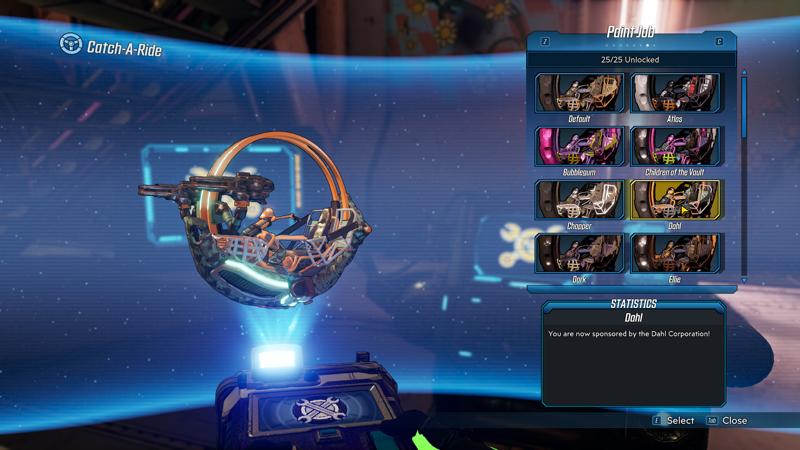 Catch-A-Ride
Paint Job
Z
C
25/25 Unlocked
Default
Atlas
Bubblegum
Children of the Vault
Chopper
Dahl
Dark
Ellie
STATISTICS
Dahl
You are now sponsored by the Dahl Corporation!
E Select
Tab Close